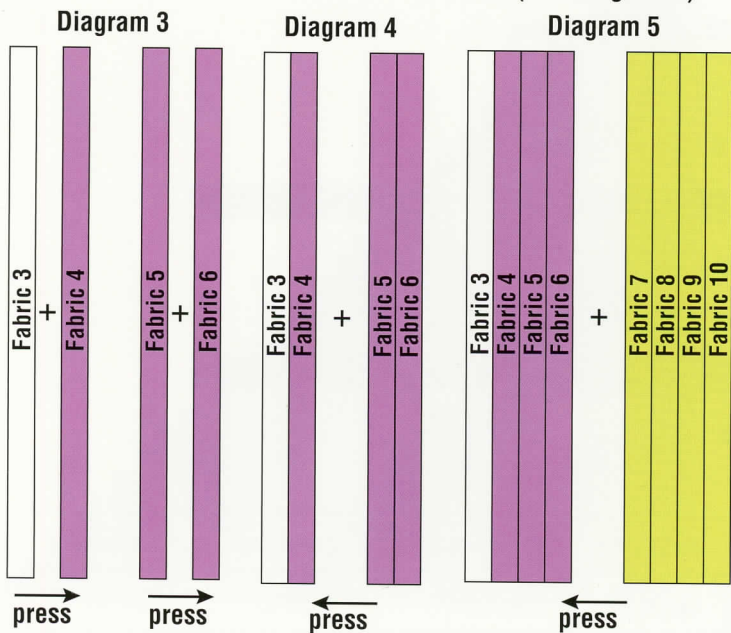 Diagram 3
Fabric 3
+
Fabric 4
Fabric 5
+
Fabric 6
press
press
Diagram 4
Fabric 3
Fabric 4
+
Fabric 5
Fabric 6
press
Diagram 5
Fabric 3
Fabric 4
Fabric 5
Fabric 6
+
Fabric 7
Fabric 8
Fabric 9
Fabric 10
press